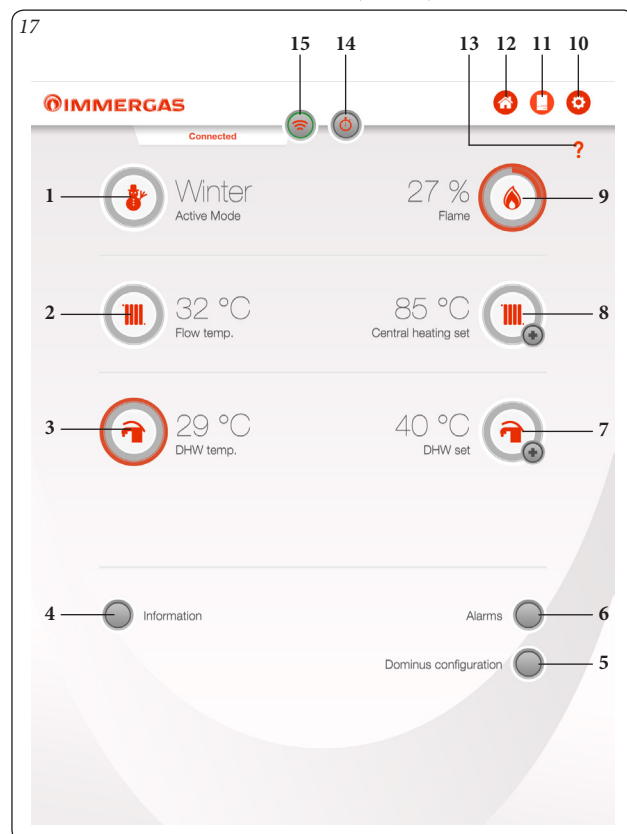 17
15 14 13 12 11 10
IMMERGAS
Connected
?
1 Winter 27 % 9
Active Mode Flame
2 32 °C 85 °C 8
Flow temp. Central heating set
3 29 °C 40 °C 7
DHW temp. DHW set
4 Information Alarms 6
Dominus configuration 5